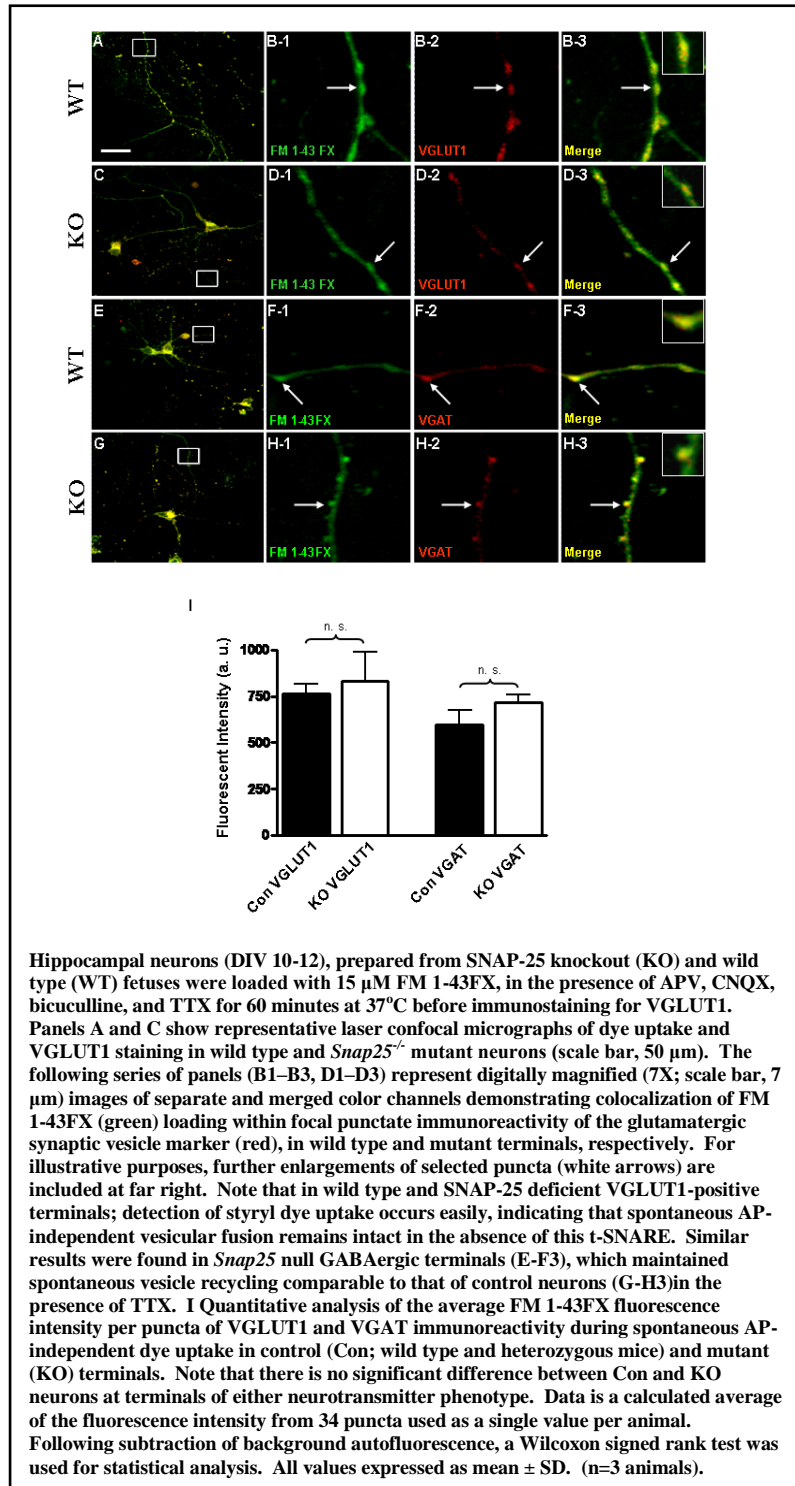 A B-1 B-2 B-3
WT
FM 1-43 FX VGLUT1 Merge
C D-1 D-2 D-3
KO
FM 1-43 FX VGLUT1 Merge
E F-1 F-2 F-3
WT
FM 1-43FX VGAT Merge
G H-1 H-2 H-3
KO
FM 1-43FX VGAT Merge
I
n. s.
n. s.
Fluorescent Intensity (a. u.)
1000
750
500
250
0
Con VGLUT1
KO VGLUT1
Con VGAT
KO VGAT
Hippocampal neurons (DIV 10-12), prepared from SNAP-25 knockout (KO) and wild
type (WT) fetuses were loaded with 15 µM FM 1-43FX, in the presence of APV, CNQX,
bicuculline, and TTX for 60 minutes at 37°C before immunostaining for VGLUT1.
Panels A and C show representative laser confocal micrographs of dye uptake and
VGLUT1 staining in wild type and Snap25-/- mutant neurons (scale bar, 50 µm). The
following series of panels (B1–B3, D1–D3) represent digitally magnified (7X; scale bar, 7
µm) images of separate and merged color channels demonstrating colocalization of FM
1-43FX (green) loading within focal punctate immunoreactivity of the glutamatergic
synaptic vesicle marker (red), in wild type and mutant terminals, respectively. For
illustrative purposes, further enlargements of selected puncta (white arrows) are
included at far right. Note that in wild type and SNAP-25 deficient VGLUT1-positive
terminals; detection of styryl dye uptake occurs easily, indicating that spontaneous AP-
independent vesicular fusion remains intact in the absence of this t-SNARE. Similar
results were found in Snap25 null GABAergic terminals (E-F3), which maintained
spontaneous vesicle recycling comparable to that of control neurons (G-H3)in the
presence of TTX. I Quantitative analysis of the average FM 1-43FX fluorescence
intensity per puncta of VGLUT1 and VGAT immunoreactivity during spontaneous AP-
independent dye uptake in control (Con; wild type and heterozygous mice) and mutant
(KO) terminals. Note that there is no significant difference between Con and KO
neurons at terminals of either neurotransmitter phenotype. Data is a calculated average
of the fluorescence intensity from 34 puncta used as a single value per animal.
Following subtraction of background autofluorescence, a Wilcoxon signed rank test was
used for statistical analysis. All values expressed as mean ± SD. (n=3 animals).